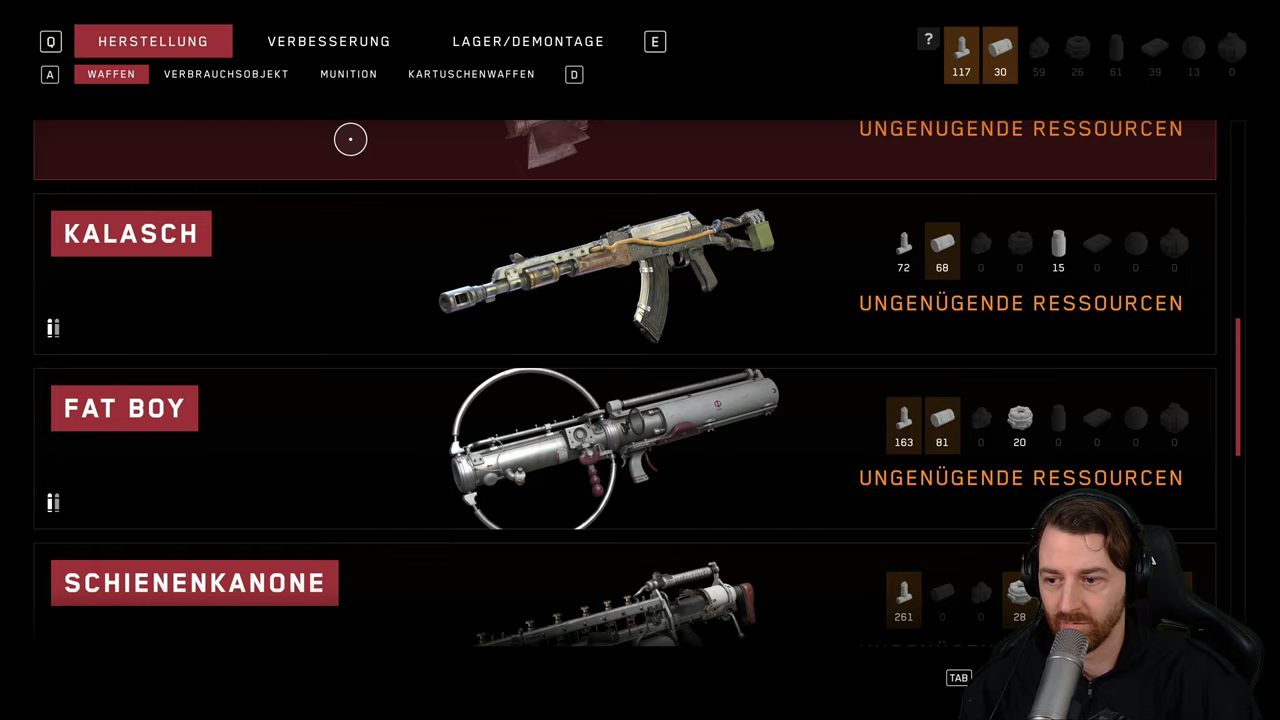 Q HERSTELLUNG VERBESSERUNG LAGER/DEMONTAGE E
A WAFFEN VERBRAUCHSOBJEKT MUNITION KARTUSCHENWAFFEN D
?
117 30 59 26 61 39 13 0
UNGENÜGENDE RESSOURCEN
KALASCH
72 68 0 0 15 0 0 0
UNGENÜGENDE RESSOURCEN
FAT BOY
163 81 0 20 0 0 0 0
UNGENÜGENDE RESSOURCEN
SCHIENENKANONE
261 0 0 28
TAB